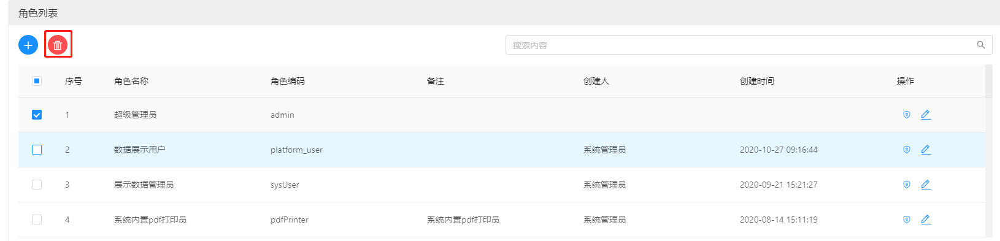 角色列表
搜索内容
序号 角色名称 角色编码 备注 创建人 创建时间 操作
1 超级管理员 admin
2 数据展示用户 platform_user 系统管理员 2020-10-27 09:16:44
3 展示数据管理员 sysUser 系统管理员 2020-09-21 15:21:27
4 系统内置pdf打印员 pdfPrinter 系统内置pdf打印员 系统管理员 2020-08-14 15:11:19